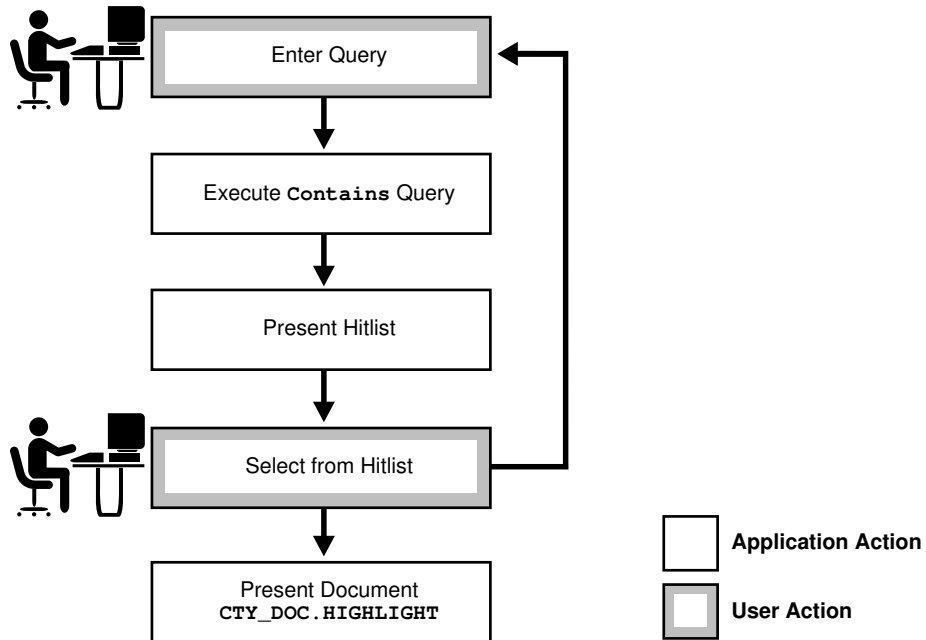 Enter Query
Execute Contains Query
Present Hitlist
Select from Hitlist
Present Document
CTY_DOC.HIGHLIGHT
Application Action
User Action